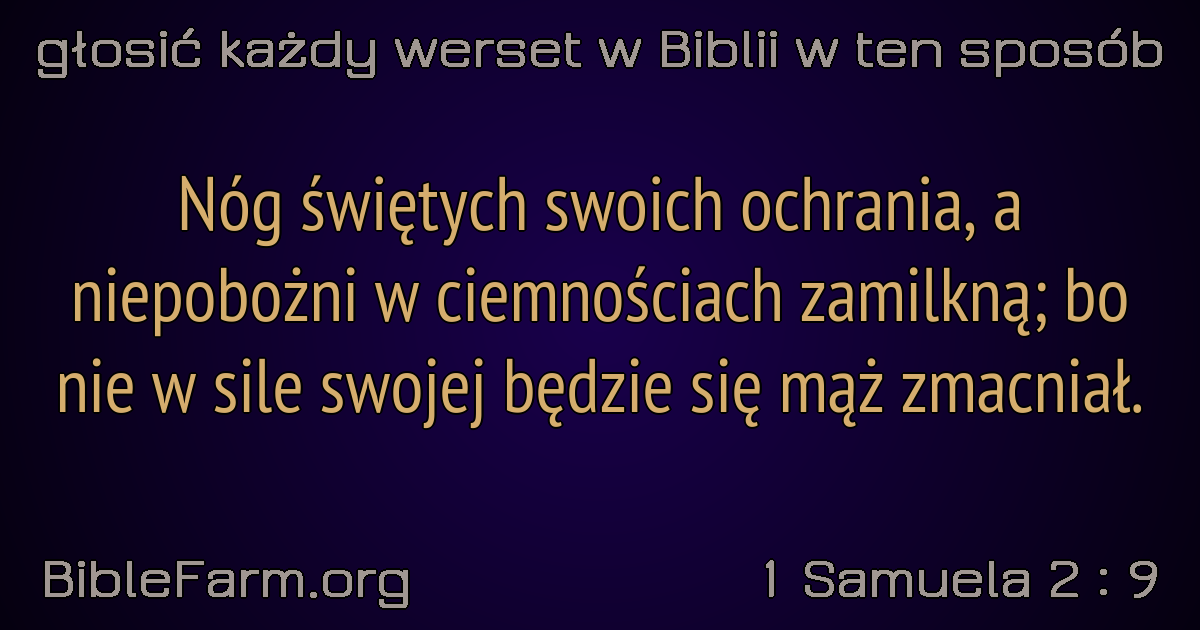 głosić każdy werset w Biblii w ten sposób
Nóg świętych swoich ochrania, a
niepobożni w ciemnościach zamilkną; bo
nie w sile swojej będzie się mąż zmacniał.
BibleFarm.org
1 Samuela 2 : 9